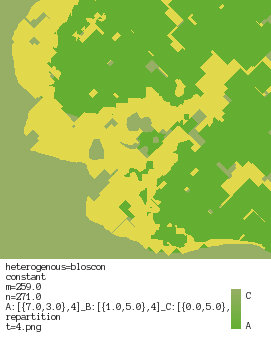 heterogenous=bloscon
constant
m=259.0
n=271.0
A:[{7.0,3.0},4]_B:[{1.0,5.0},4]_C:[{0.0,5.0},
repartition
t=4.png
C
A